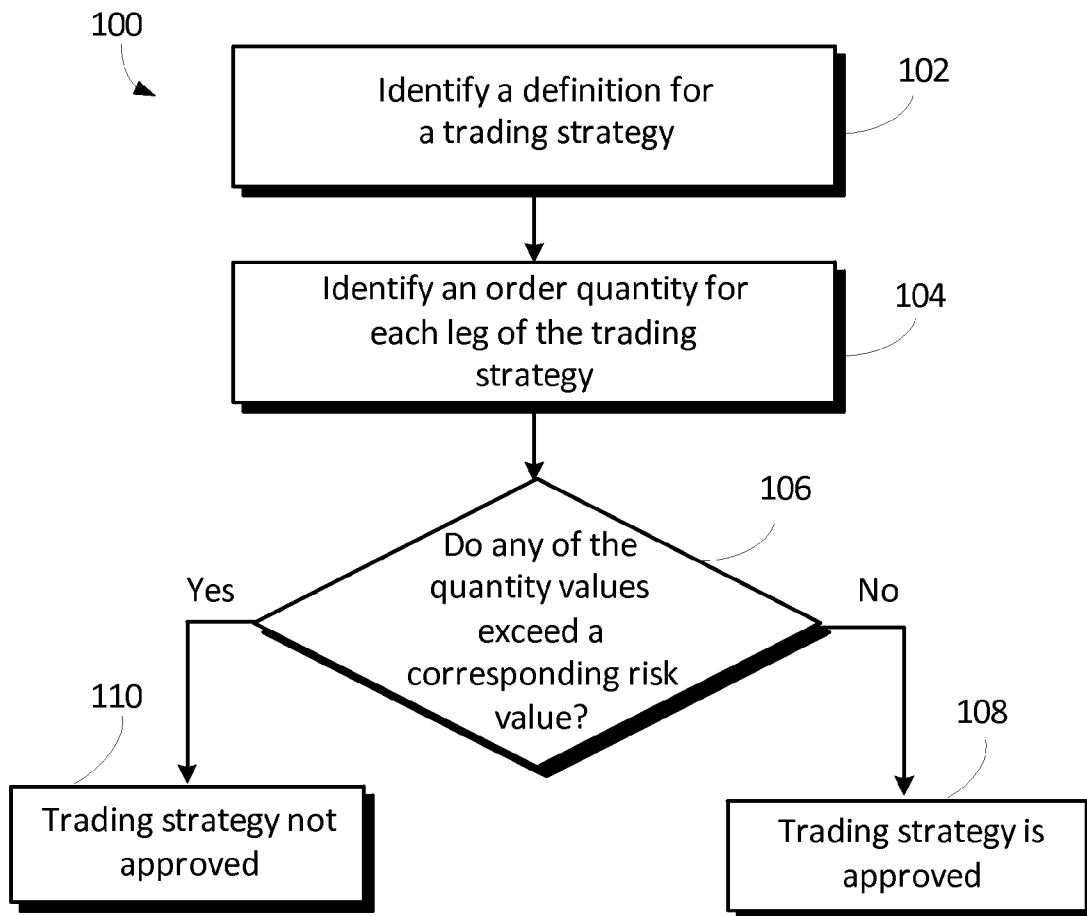 100
Identify a definition for
a trading strategy
102
Identify an order quantity for
each leg of the trading
strategy
104
106
Do any of the
quantity values
exceed a
corresponding risk
value?
Yes
No
110
108
Trading strategy not
approved
Trading strategy is
approved